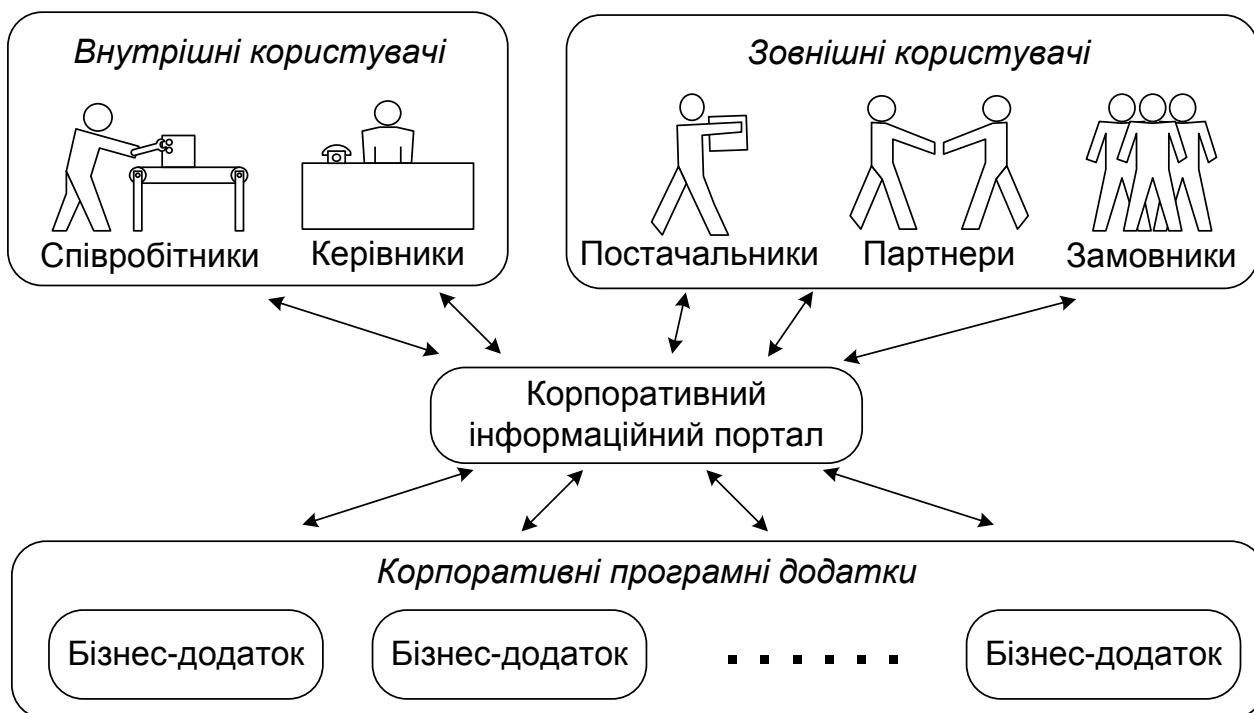 Внутрішні користувачі
Співробітники
Керівники
Зовнішні користувачі
Постачальники
Партнери
Замовники
Корпоративний
інформаційний портал
Корпоративні програмні додатки
Бізнес-додаток
Бізнес-додаток
Бізнес-додаток